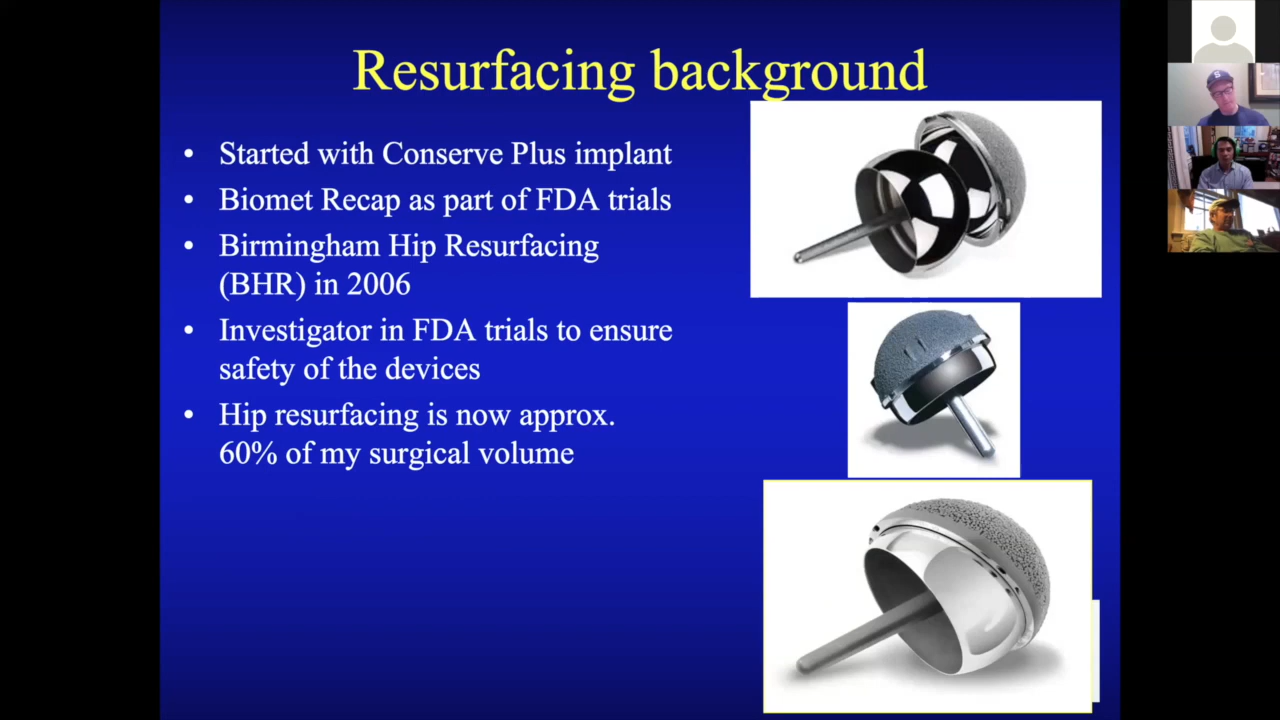 Resurfacing background
• Started with Conserve Plus implant
• Biomet Recap as part of FDA trials
• Birmingham Hip Resurfacing
(BHR) in 2006
• Investigator in FDA trials to ensure
safety of the devices
• Hip resurfacing is now approx.
60% of my surgical volume